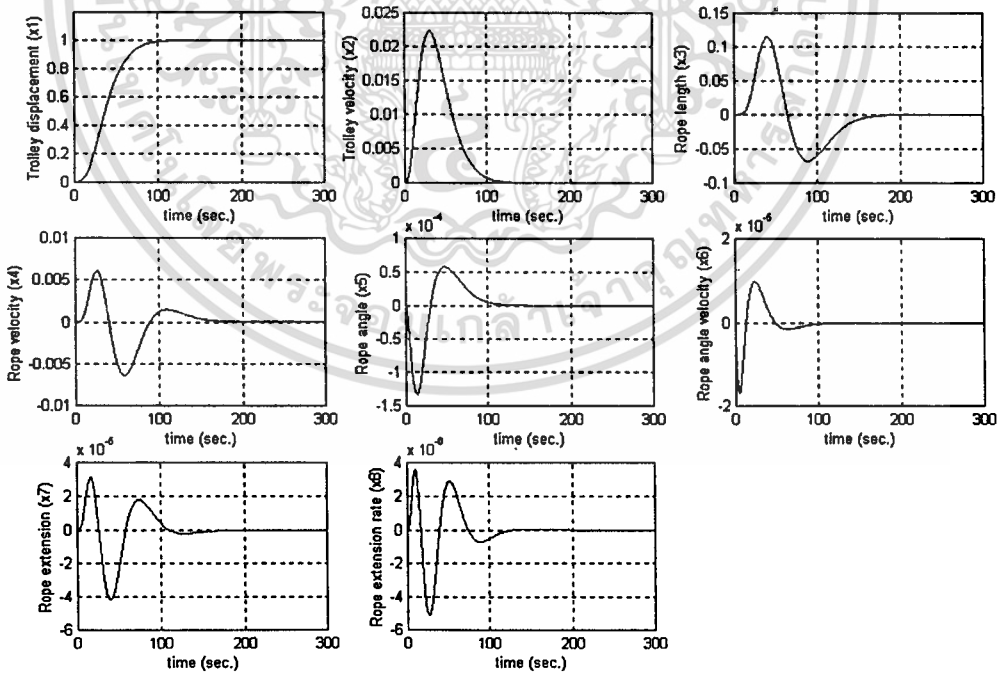 Trolley displacement (x1)
1
0.8
0.6
0.4
0.2
0
0 100 200 300
time (sec.)
Trolley velocity (x2)
0.025
0.02
0.015
0.01
0.005
0
0 100 200 300
time (sec.)
Rope length (x3)
0.15
0.1
0.05
0
-0.05
-0.1
0 100 200 300
time (sec.)
Rope velocity (x4)
0.01
0.005
0
-0.005
-0.01
0 100 200 300
time (sec.)
Rope angle (x5)
x 10^-4
1
0.5
0
-0.5
-1
-1.5
0 100 200 300
time (sec.)
Rope angle velocity (x6)
2
0
-2
0 100 200 300
time (sec.)
Rope extension (x7)
4
2
0
-2
-4
-6
0 100 200 300
time (sec.)
Rope extension rate (x8)
4
2
0
-2
-4
-6
0 100 200 300
time (sec.)